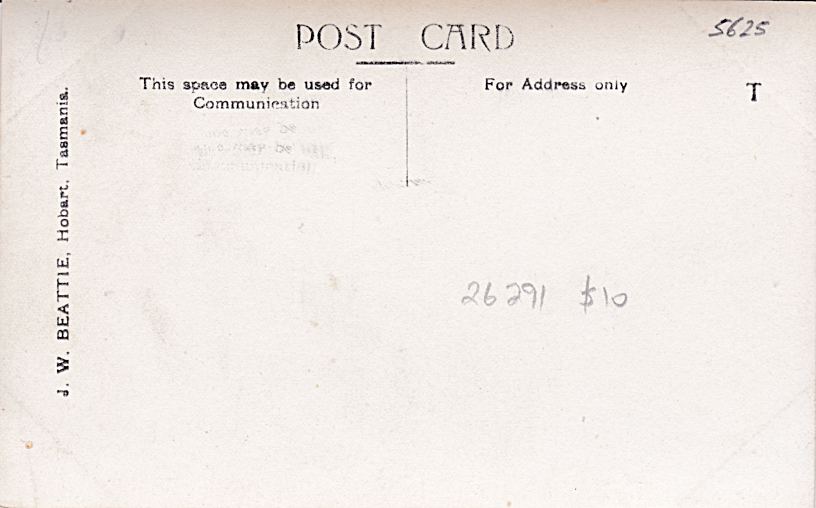 POST CARD
5625
This space may be used for
Communication
For Address only
T
J. W. BEATTIE, Hobart, Tasmania.
26291 $10